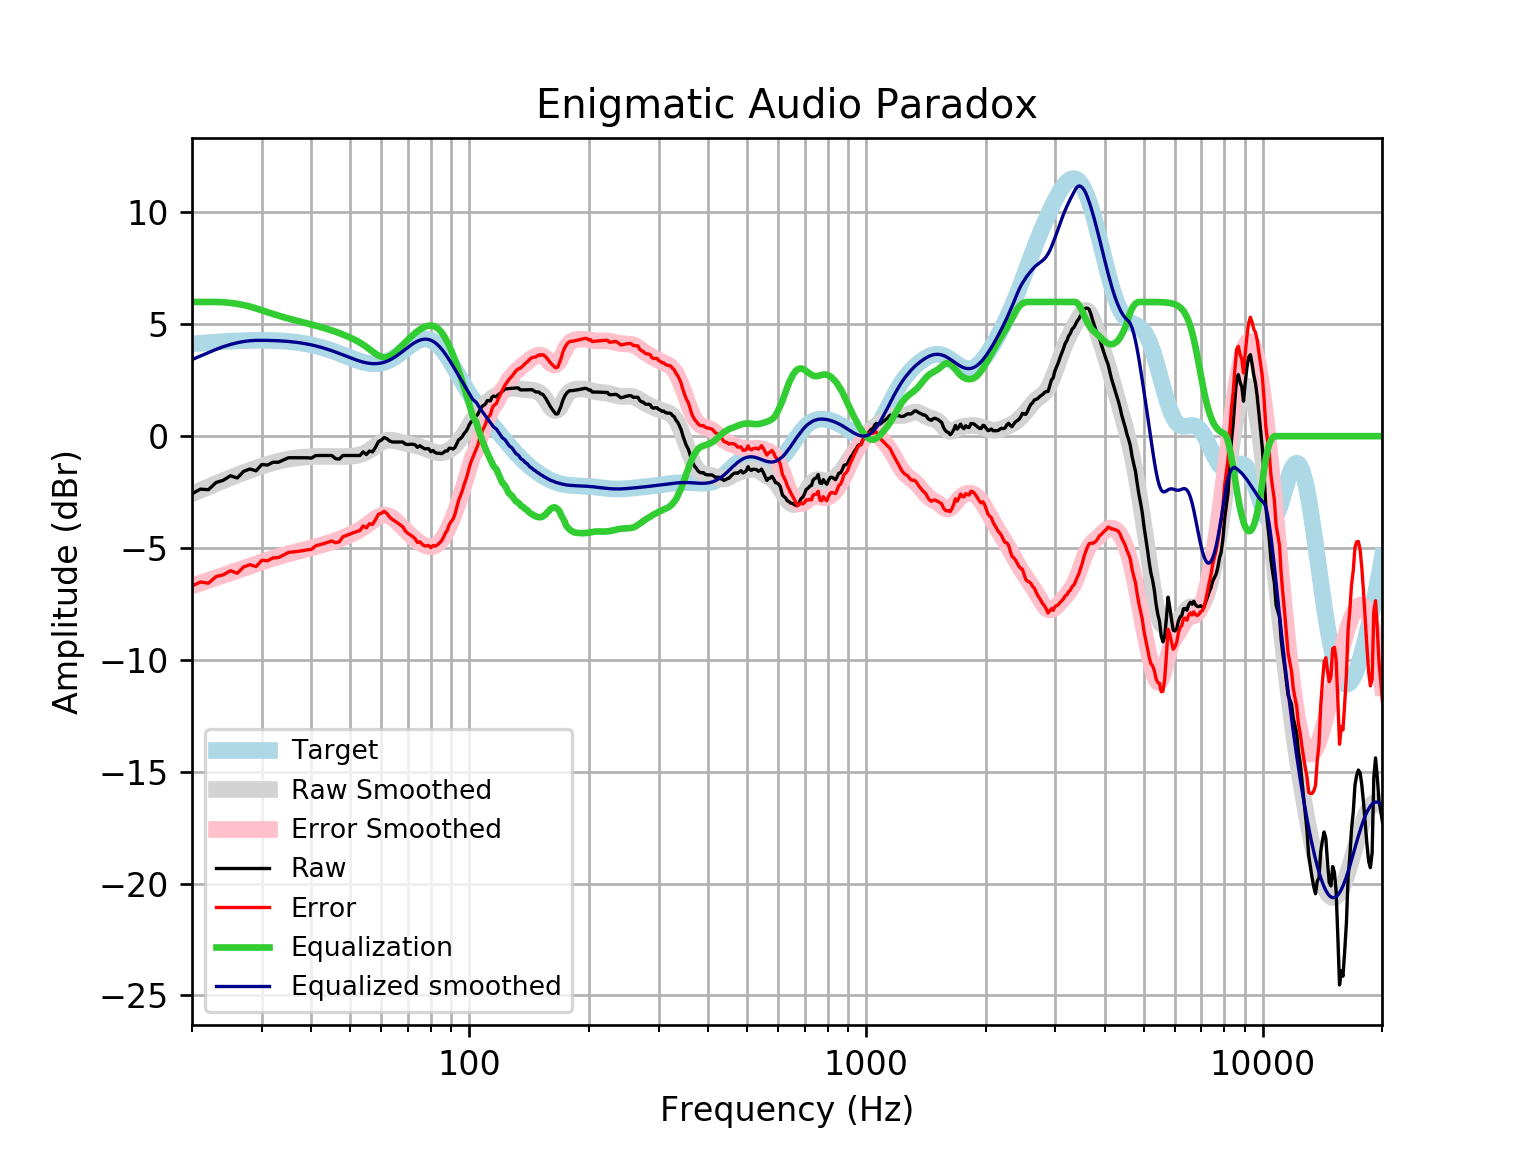 Enigmatic Audio Paradox
10
5
0
−5
−10
−15
−20
−25
Amplitude (dBr)
Target
Raw Smoothed
Error Smoothed
Raw
Error
Equalization
Equalized smoothed
100
1000
10000
Frequency (Hz)